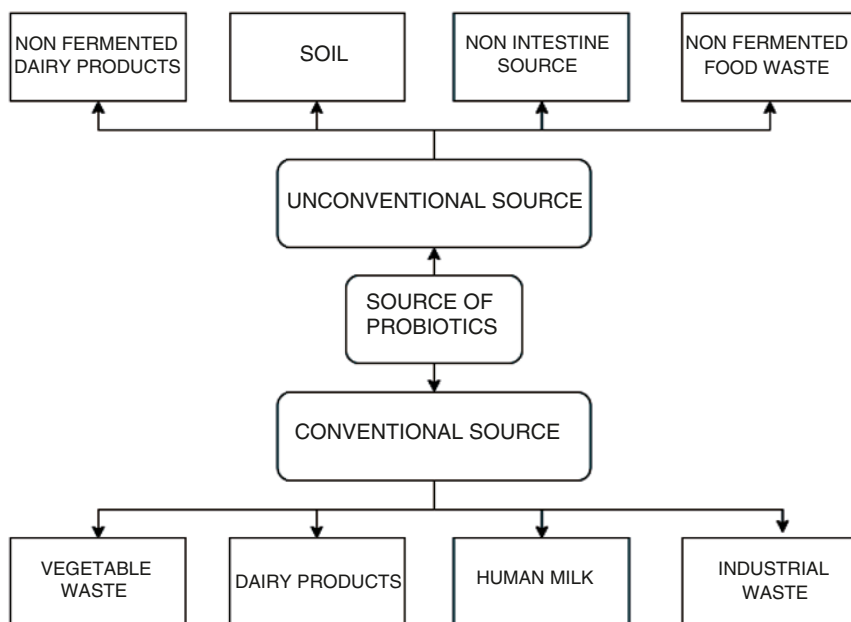 NON FERMENTED
DAIRY PRODUCTS
SOIL
NON INTESTINE
SOURCE
NON FERMENTED
FOOD WASTE
UNCONVENTIONAL SOURCE
SOURCE OF
PROBIOTICS
CONVENTIONAL SOURCE
VEGETABLE
WASTE
DAIRY PRODUCTS
HUMAN MILK
INDUSTRIAL
WASTE